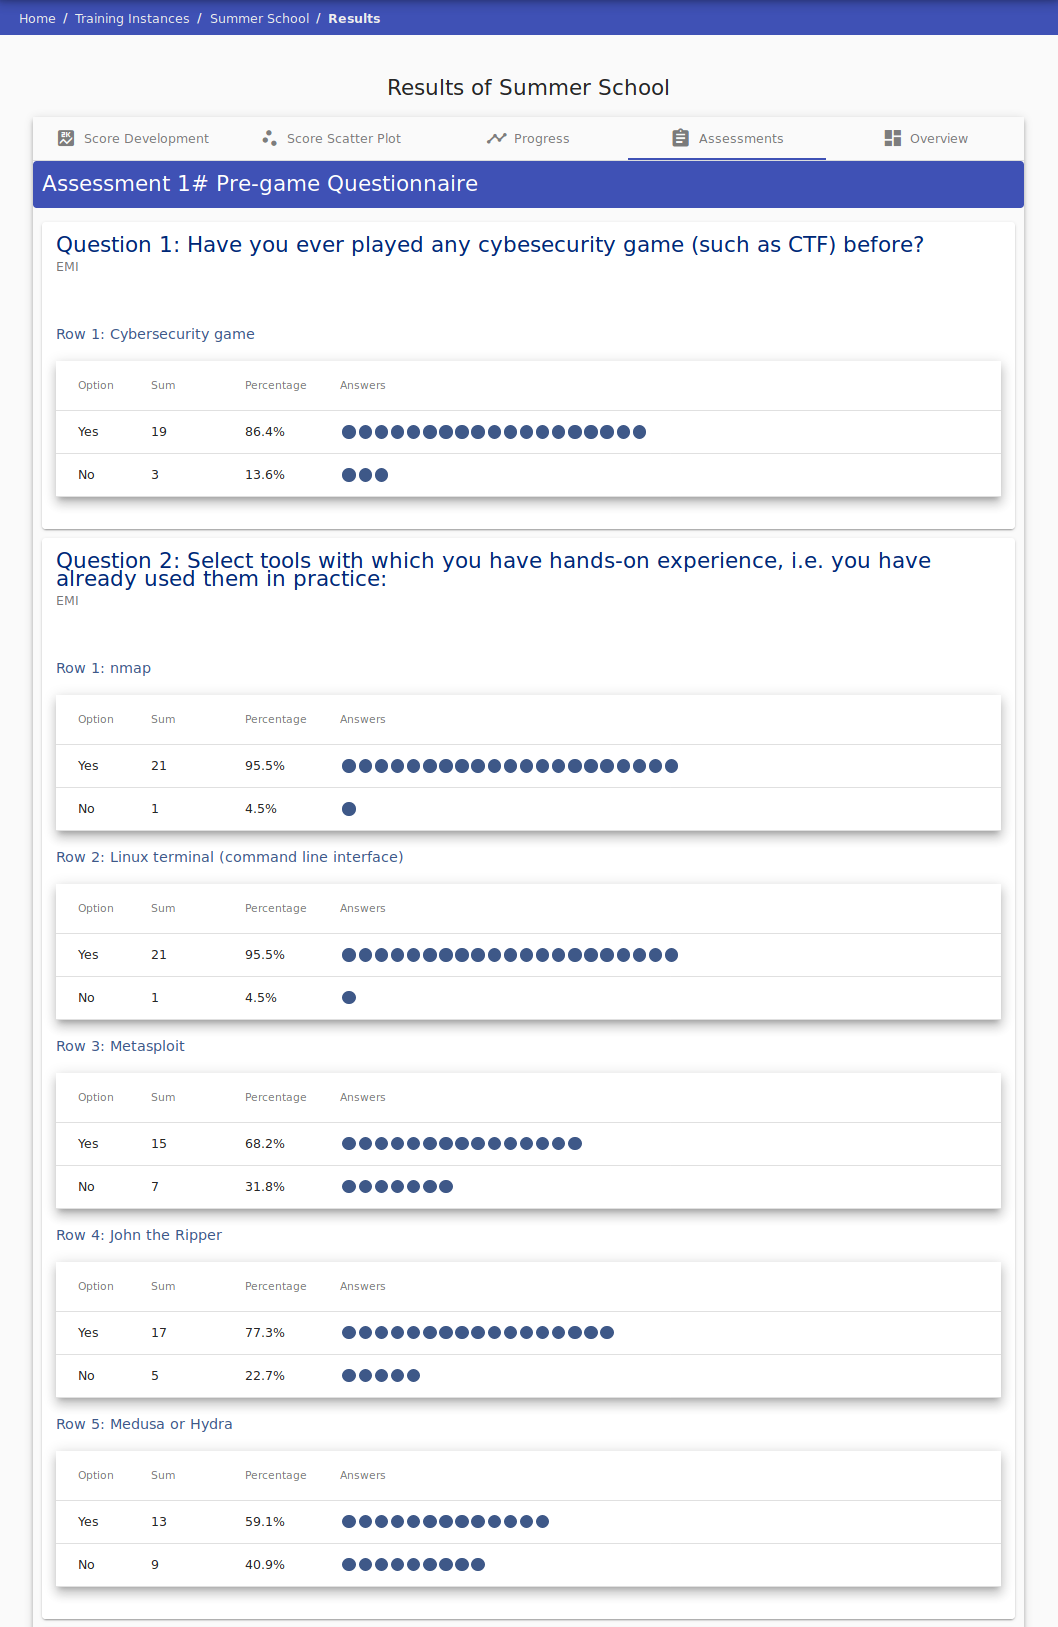 Home / Training Instances / Summer School / Results
Results of Summer School
Score Development Score Scatter Plot Progress Assessments Overview
Assessment 1# Pre-game Questionnaire
Question 1: Have you ever played any cybesecurity game (such as CTF) before?
EMI
Row 1: Cybersecurity game
Option Sum Percentage Answers
Yes 19 86.4%
No 3 13.6%
Question 2: Select tools with which you have hands-on experience, i.e. you have
already used them in practice:
EMI
Row 1: nmap
Option Sum Percentage Answers
Yes 21 95.5%
No 1 4.5%
Row 2: Linux terminal (command line interface)
Option Sum Percentage Answers
Yes 21 95.5%
No 1 4.5%
Row 3: Metasploit
Option Sum Percentage Answers
Yes 15 68.2%
No 7 31.8%
Row 4: John the Ripper
Option Sum Percentage Answers
Yes 17 77.3%
No 5 22.7%
Row 5: Medusa or Hydra
Option Sum Percentage Answers
Yes 13 59.1%
No 9 40.9%